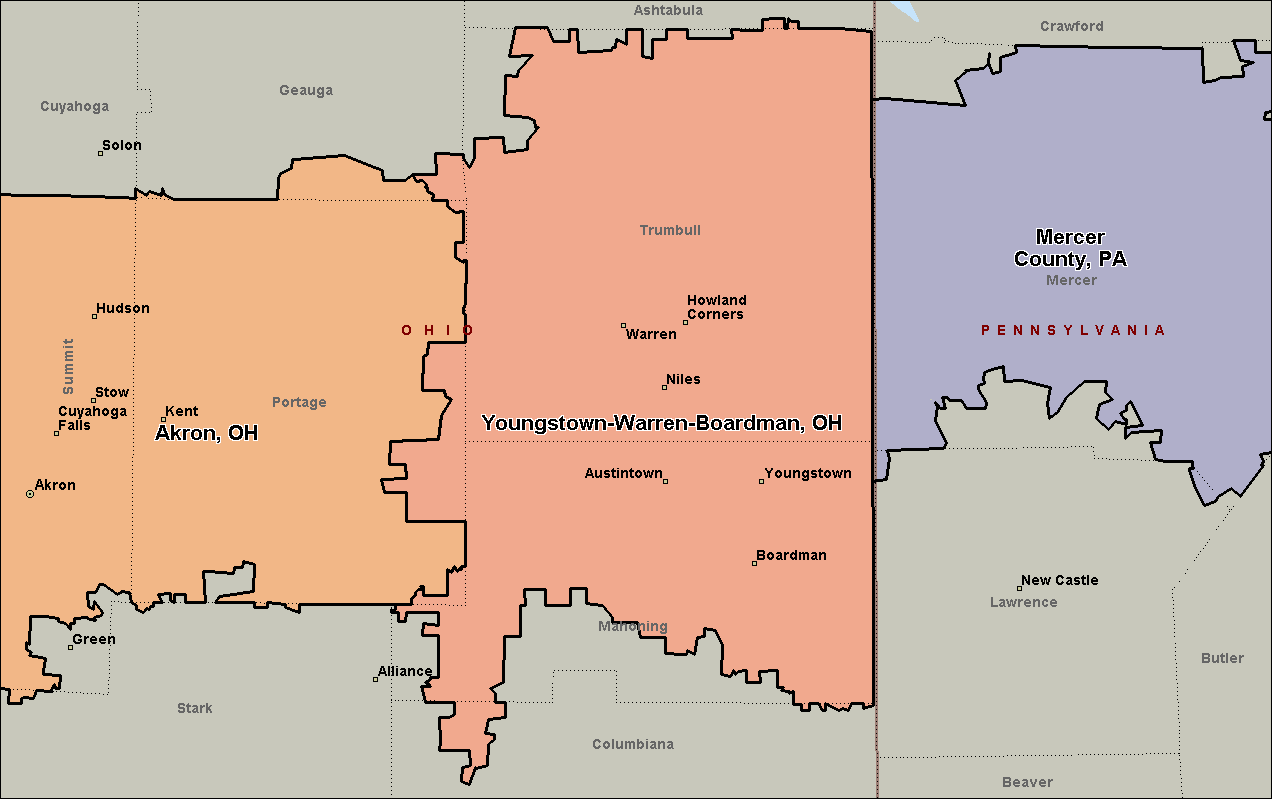 Ashtabula
Crawford
Cuyahoga
Geauga
Solon
Trumbull
Mercer
County, PA
Mercer
Hudson
Howland
Corners
Warren
OHIO
PENNSYLVANIA
Summit
Niles
Stow
Cuyahoga
Falls
Kent
Portage
Akron, OH
Youngstown-Warren-Boardman, OH
Akron
Austintown
Youngstown
Boardman
New Castle
Lawrence
Mahoning
Green
Alliance
Butler
Stark
Columbiana
Beaver